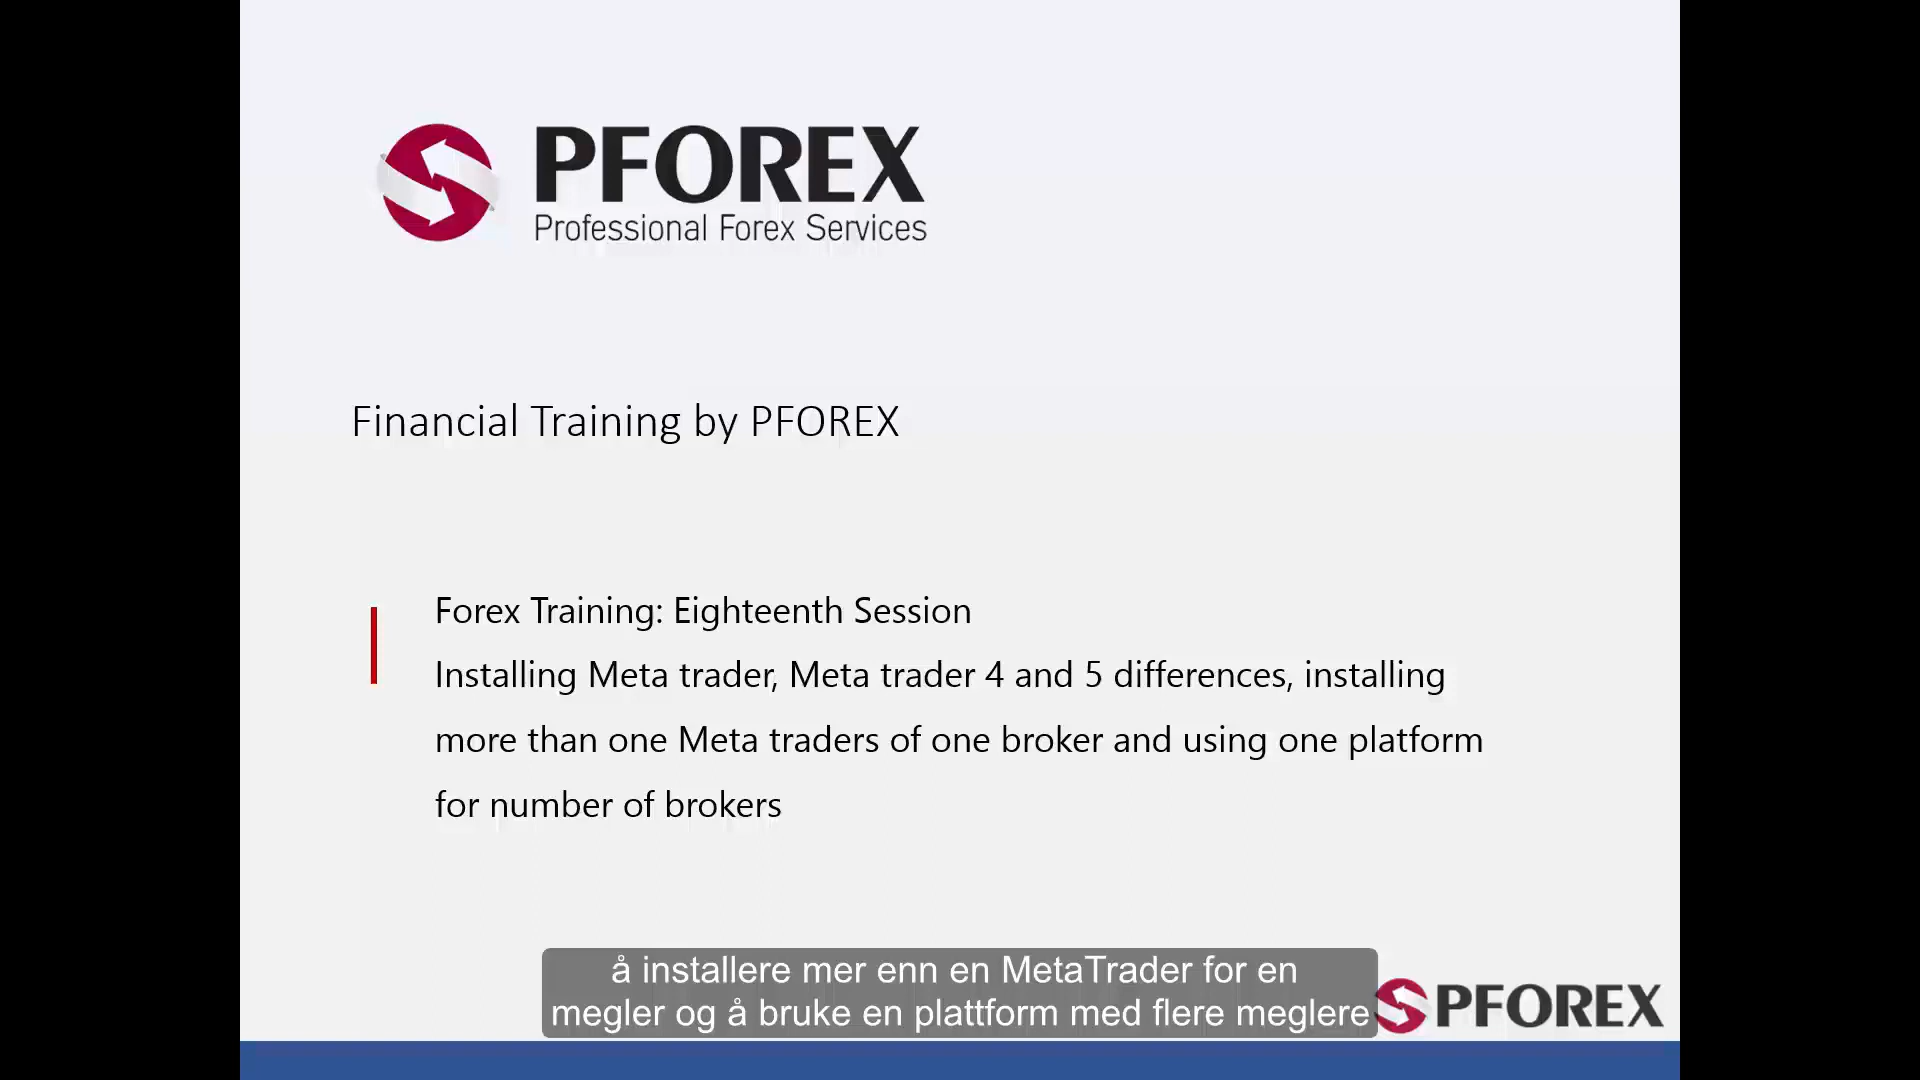 PFOREX
Professional Forex Services
Financial Training by PFOREX
Forex Training: Eighteenth Session
Installing Meta trader, Meta trader 4 and 5 differences, installing
more than one Meta traders of one broker and using one platform
for number of brokers
å installere mer enn en MetaTrader for en
megler og å bruke en plattform med flere meglere
PFOREX